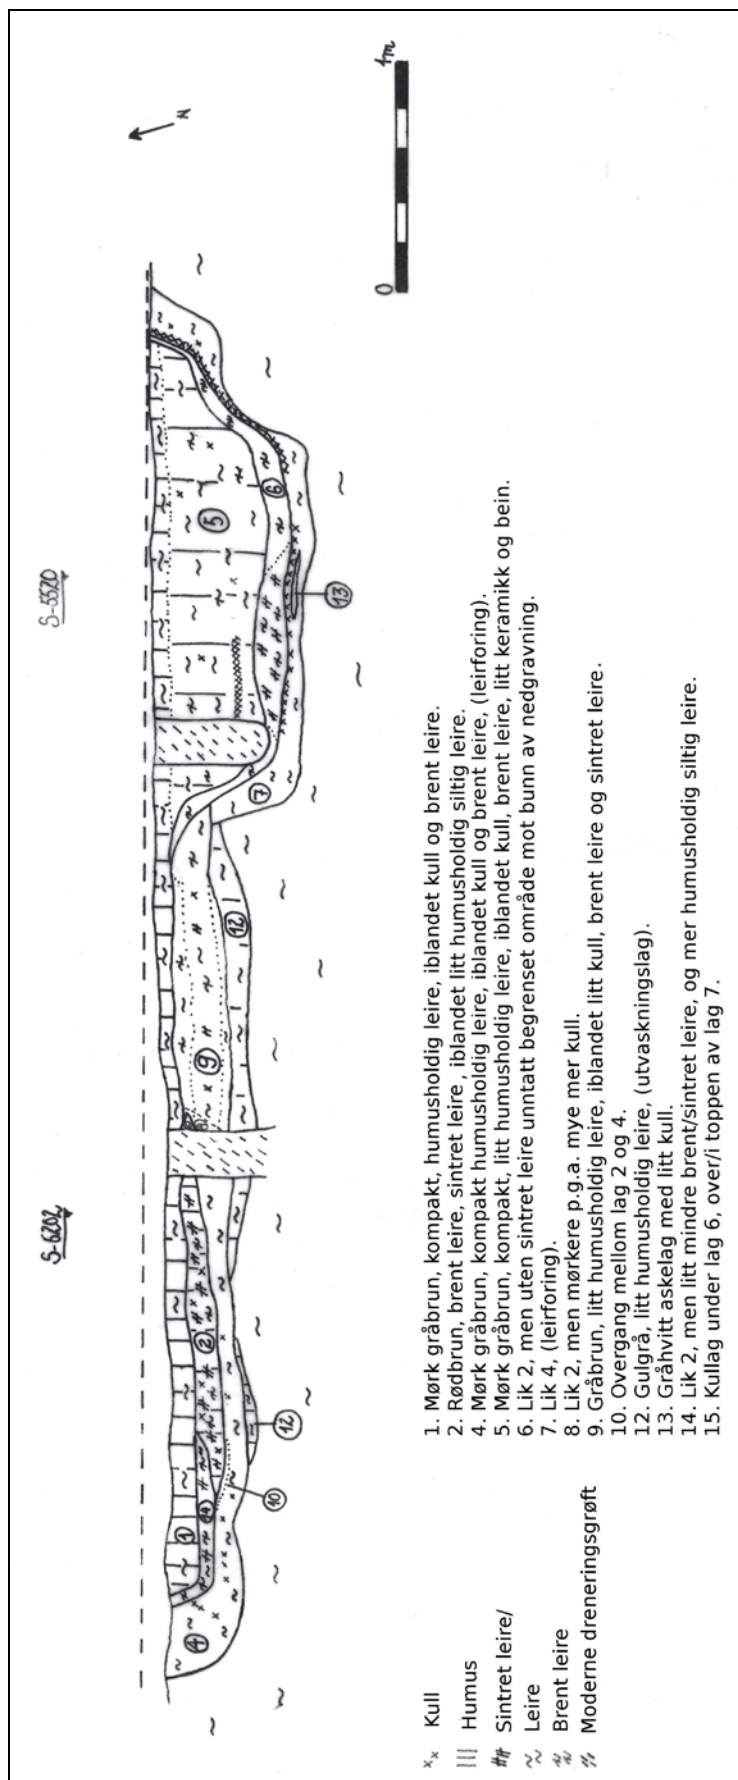 S-6202
S-5520
N
0
1m
4
1
14
2
10
12
9
12
7
5
6
13
x x Kull
Humus
Sintret leire/
Leire
Brent leire
Moderne dreneringsgrøft
1. Mørk gråbrun, kompakt, humusholdig leire, iblandet kull og brent leire.
2. Rødbrun, brent leire, sintret leire , iblandet litt humusholdig siltig leire.
4. Mørk gråbrun, kompakt humusholdig leire, iblandet kull og brent leire, (leirforing).
5. Mørk gråbrun, kompakt, litt humusholdig leire, iblandet kull, brent leire, litt keramikk og bein.
6. Lik 2, men uten sintret leire unntatt begrenset område mot bunn av nedgravning.
7. Lik 4, (leirforing).
8. Lik 2, men mørkere p.g.a. mye mer kull.
9. Gråbrun, litt humusholdig leire, iblandet litt kull, brent leire og sintret leire.
10. Overgang mellom lag 2 og 4.
12. Gulgrå, litt humusholdig leire, (utvaskningslag).
13. Gråhvitt askelag med litt kull.
14. Lik 2, men litt mindre brent/sintret leire, og mer humusholdig siltig leire.
15. Kullag under lag 6, over/i toppen av lag 7.